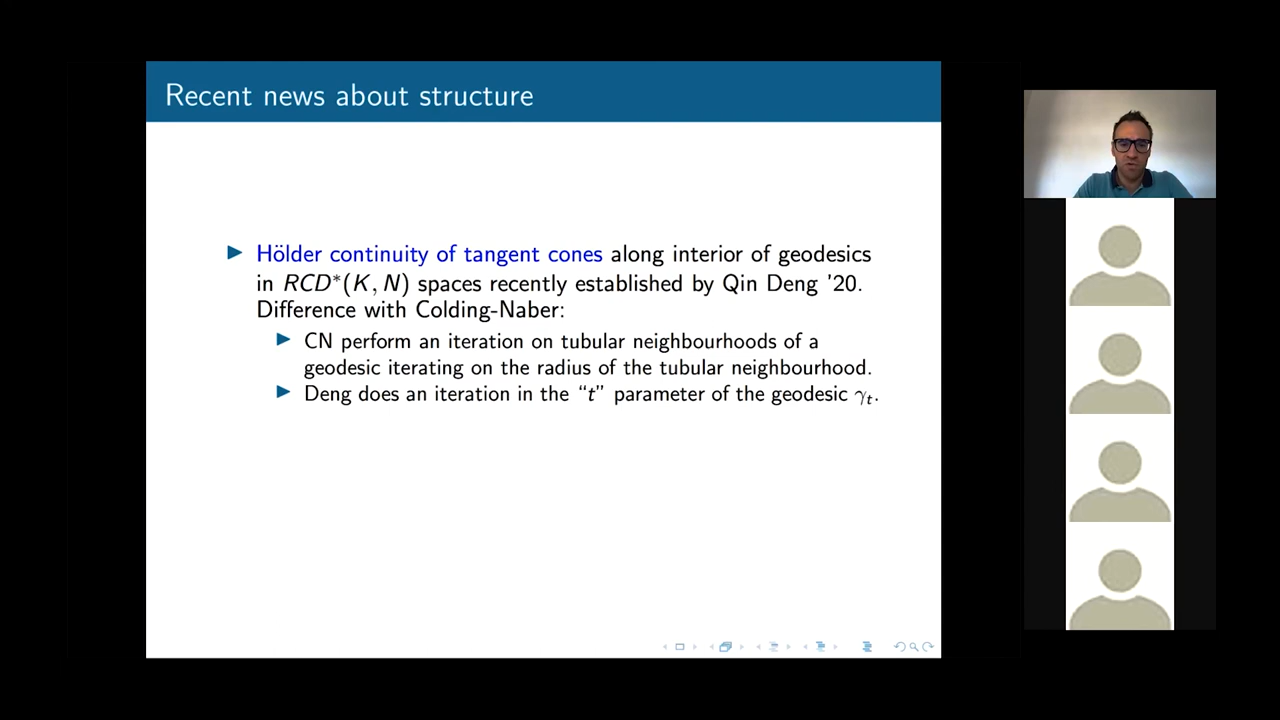 Recent news about structure
Hölder continuity of tangent cones along interior of geodesics
in RCD*(K, N) spaces recently established by Qin Deng '20.
Difference with Colding-Naber:
CN perform an iteration on tubular neighbourhoods of a
geodesic iterating on the radius of the tubular neighbourhood.
Deng does an iteration in the “t” parameter of the geodesic γₜ.